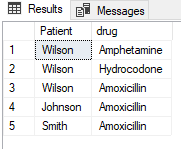 Results Messages
Patient drug
1 Wilson Amphetamine
2 Wilson Hydrocodone
3 Wilson Amoxicillin
4 Johnson Amoxicillin
5 Smith Amoxicillin